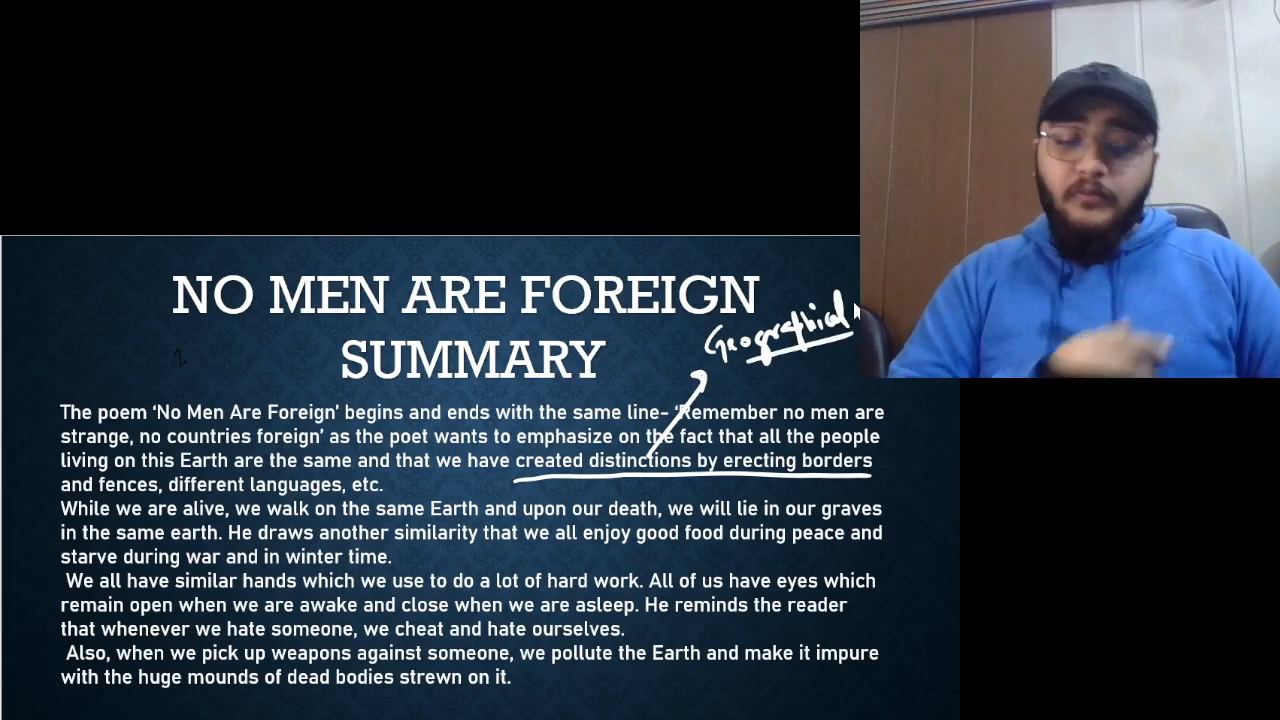 NO MEN ARE FOREIGN
SUMMARY
Geographical
The poem ‘No Men Are Foreign’ begins and ends with the same line- ‘Remember no men are
strange, no countries foreign’ as the poet wants to emphasize on the fact that all the people
living on this Earth are the same and that we have created distinctions by erecting borders
and fences, different languages, etc.
While we are alive, we walk on the same Earth and upon our death, we will lie in our graves
in the same earth. He draws another similarity that we all enjoy good food during peace and
starve during war and in winter time.
We all have similar hands which we use to do a lot of hard work. All of us have eyes which
remain open when we are awake and close when we are asleep. He reminds the reader
that whenever we hate someone, we cheat and hate ourselves.
Also, when we pick up weapons against someone, we pollute the Earth and make it impure
with the huge mounds of dead bodies strewn on it.